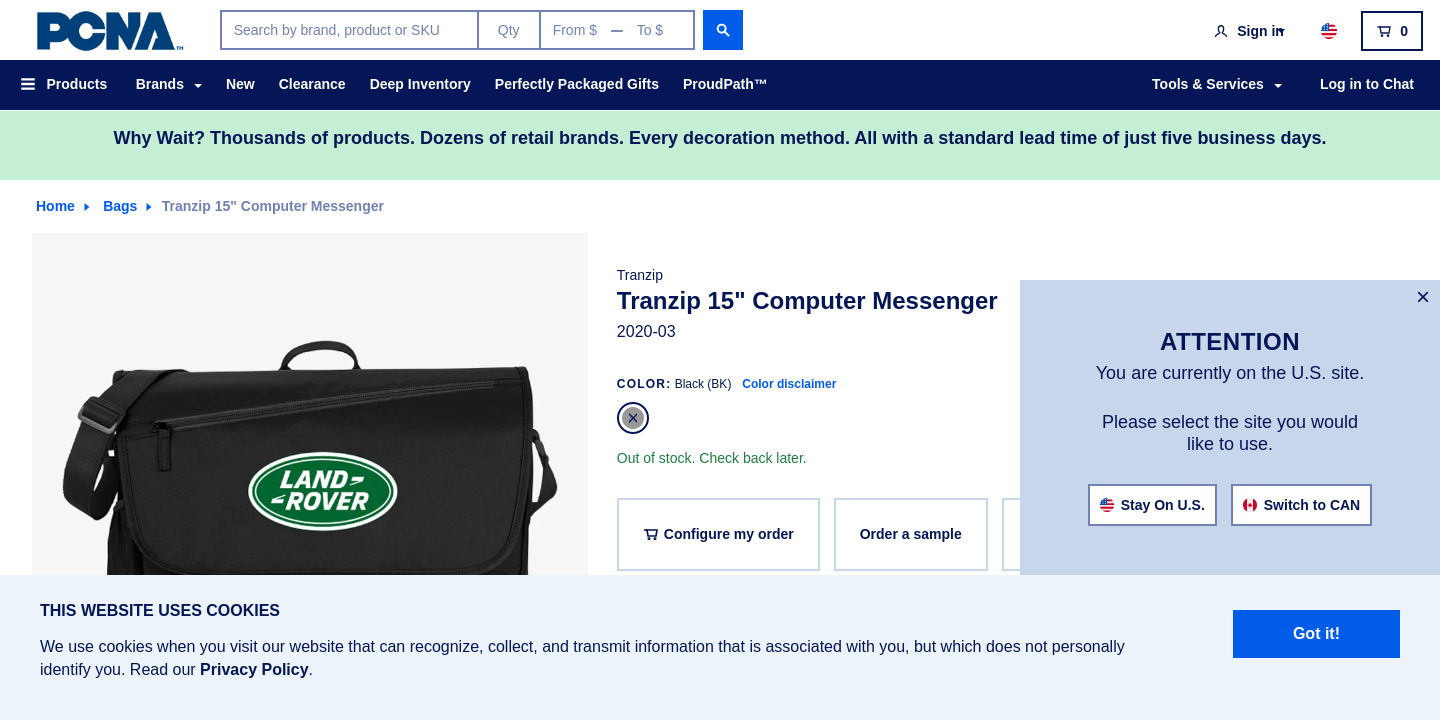 PCNA™
Search by brand, product or SKU
Qty
From $ — To $
Sign in
0
Products
Brands
New
Clearance
Deep Inventory
Perfectly Packaged Gifts
ProudPath™
Tools & Services
Log in to Chat
Why Wait? Thousands of products. Dozens of retail brands. Every decoration method. All with a standard lead time of just five business days.
Home
Bags
Tranzip 15" Computer Messenger
LAND
ROVER
Tranzip
Tranzip 15" Computer Messenger
2020-03
COLOR: Black (BK) Color disclaimer
Out of stock. Check back later.
Configure my order
Order a sample
ATTENTION
You are currently on the U.S. site.
Please select the site you would
like to use.
Stay On U.S.
Switch to CAN
THIS WEBSITE USES COOKIES
We use cookies when you visit our website that can recognize, collect, and transmit information that is associated with you, but which does not personally
identify you. Read our Privacy Policy.
Got it!